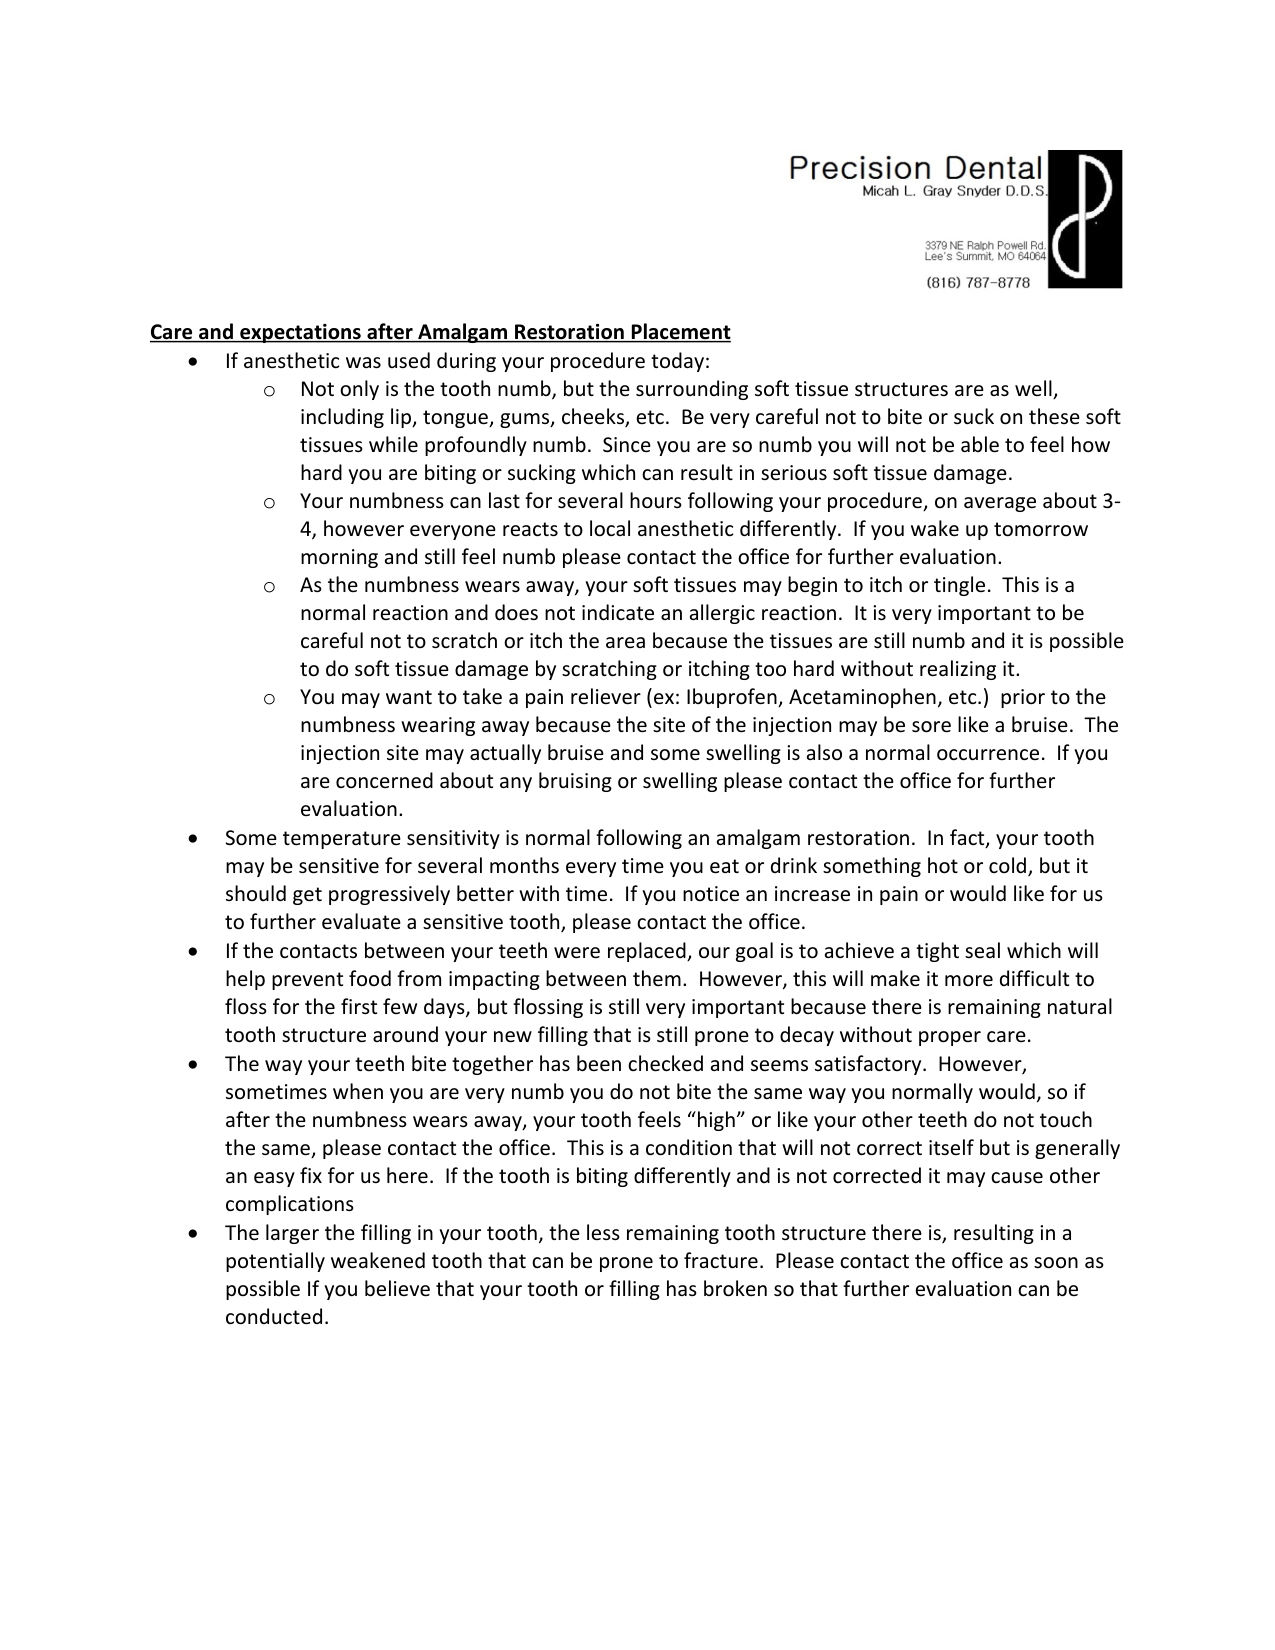 Precision Dental
Micah L. Gray Snyder D.D.S.
3379 NE Ralph Powell Rd.
Lee's Summit, MO 64064
(816) 787-8778
Care and expectations after Amalgam Restoration Placement
• If anesthetic was used during your procedure today:
o Not only is the tooth numb, but the surrounding soft tissue structures are as well,
including lip, tongue, gums, cheeks, etc.  Be very careful not to bite or suck on these soft
tissues while profoundly numb.  Since you are so numb you will not be able to feel how
hard you are biting or sucking which can result in serious soft tissue damage.
o Your numbness can last for several hours following your procedure, on average about 3-
4, however everyone reacts to local anesthetic differently.  If you wake up tomorrow
morning and still feel numb please contact the office for further evaluation.
o As the numbness wears away, your soft tissues may begin to itch or tingle.  This is a
normal reaction and does not indicate an allergic reaction.  It is very important to be
careful not to scratch or itch the area because the tissues are still numb and it is possible
to do soft tissue damage by scratching or itching too hard without realizing it.
o You may want to take a pain reliever (ex: Ibuprofen, Acetaminophen, etc.)  prior to the
numbness wearing away because the site of the injection may be sore like a bruise.  The
injection site may actually bruise and some swelling is also a normal occurrence.  If you
are concerned about any bruising or swelling please contact the office for further
evaluation.
• Some temperature sensitivity is normal following an amalgam restoration.  In fact, your tooth
may be sensitive for several months every time you eat or drink something hot or cold, but it
should get progressively better with time.  If you notice an increase in pain or would like for us
to further evaluate a sensitive tooth, please contact the office.
• If the contacts between your teeth were replaced, our goal is to achieve a tight seal which will
help prevent food from impacting between them.  However, this will make it more difficult to
floss for the first few days, but flossing is still very important because there is remaining natural
tooth structure around your new filling that is still prone to decay without proper care.
• The way your teeth bite together has been checked and seems satisfactory.  However,
sometimes when you are very numb you do not bite the same way you normally would, so if
after the numbness wears away, your tooth feels “high” or like your other teeth do not touch
the same, please contact the office.  This is a condition that will not correct itself but is generally
an easy fix for us here.  If the tooth is biting differently and is not corrected it may cause other
complications
• The larger the filling in your tooth, the less remaining tooth structure there is, resulting in a
potentially weakened tooth that can be prone to fracture.  Please contact the office as soon as
possible If you believe that your tooth or filling has broken so that further evaluation can be
conducted.